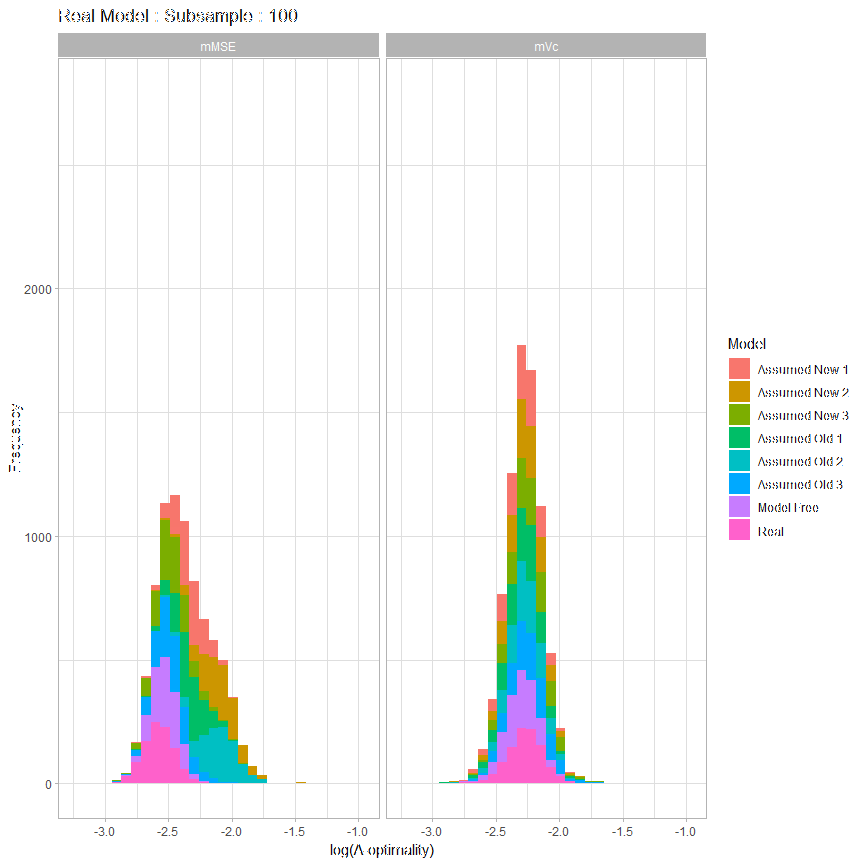 Real Model : Subsample : 100
mMSE
mVc
Frequency
2000
1000
0
-3.0
-2.5
-2.0
-1.5
-1.0
-3.0
-2.5
-2.0
-1.5
-1.0
log(A-optimality)
Model
Assumed New 1
Assumed New 2
Assumed New 3
Assumed Old 1
Assumed Old 2
Assumed Old 3
Model Free
Real